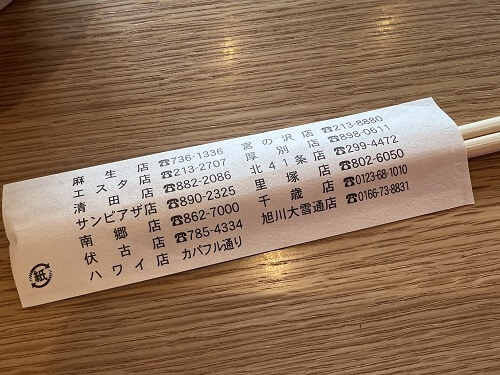 麻生店 ☎736-1336
エスタ店 ☎213-2707
清田店 ☎882-2086
サンピアザ店 ☎890-2325
南郷店 ☎862-7000
伏古店 ☎785-4334
ハワイ店 カパフル通り
宮の沢店 ☎213-8880
厚別店 ☎898-0611
北41条店 ☎299-4472
里塚店 ☎802-6050
千歳店 ☎0123-68-1010
旭川大雪通店 ☎0166-73-8831
紙